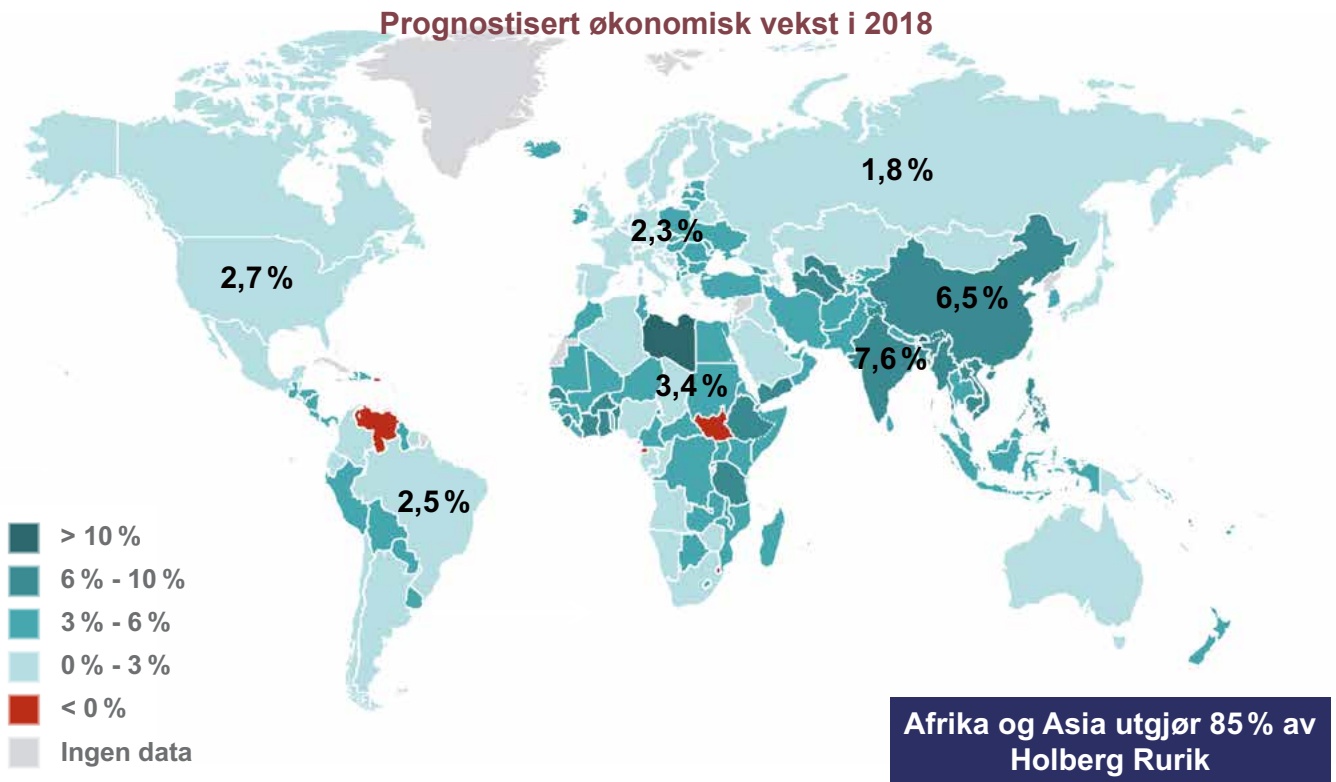 Prognostisert økonomisk vekst i 2018
1,8 %
2,3 %
2,7 %
6,5 %
7,6 %
3,4 %
2,5 %
> 10 %
6 % - 10 %
3 % - 6 %
0 % - 3 %
< 0 %
Ingen data
Afrika og Asia utgjør 85 % av
Holberg Rurik